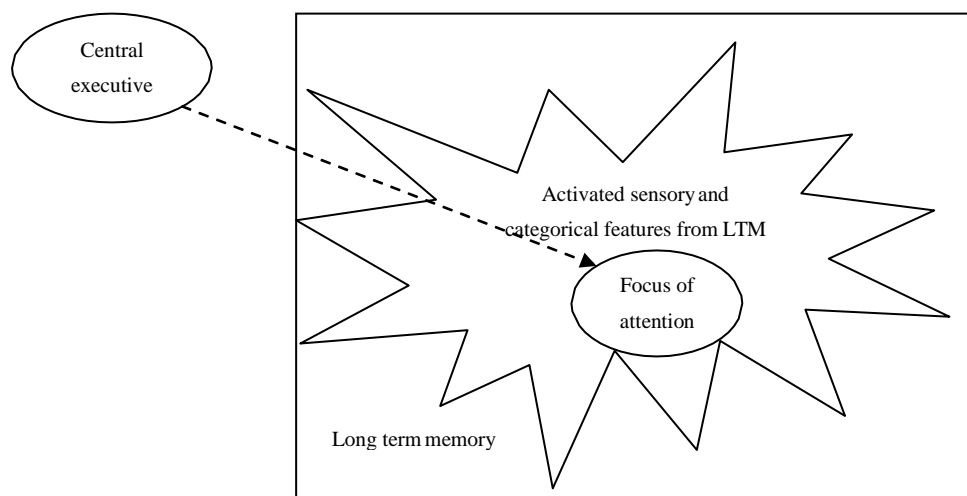 Central
executive
Activated sensory and
categorical features from LTM
Focus of
attention
Long term memory